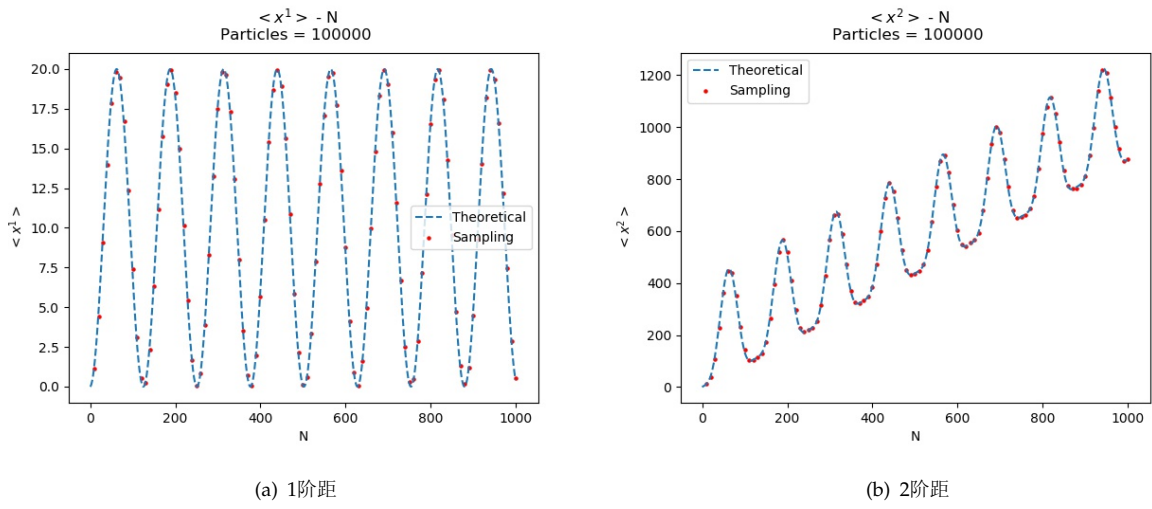 < x¹ > - N
Particles = 100000
20.0
17.5
15.0
12.5
10.0
7.5
5.0
2.5
0.0
< x¹ >
Theoretical
Sampling
0 200 400 600 800 1000
N
(a) 1阶距
< x² > - N
Particles = 100000
1200
1000
800
600
400
200
0
< x² >
Theoretical
Sampling
0 200 400 600 800 1000
N
(b) 2阶距